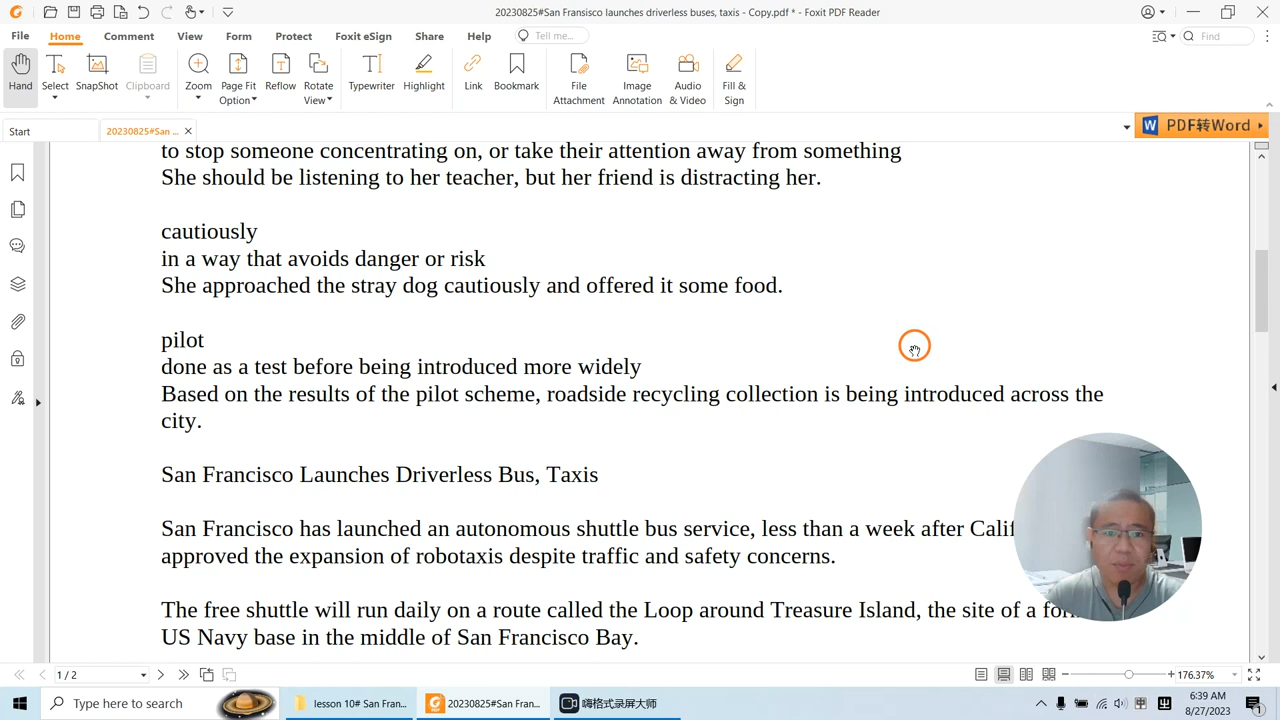 20230825#San Fransisco launches driverless buses, taxis - Copy.pdf * - Foxit PDF Reader
File Home Comment View Form Protect Foxit eSign Share Help Tell me... Find
Hand Select SnapShot Clipboard Zoom Page Fit Option Reflow Rotate View Typewriter Highlight Link Bookmark File Attachment Image Annotation Audio & Video Fill & Sign
Start 20230825#San ... PDF转Word
to stop someone concentrating on, or take their attention away from something
She should be listening to her teacher, but her friend is distracting her.
cautiously
in a way that avoids danger or risk
She approached the stray dog cautiously and offered it some food.
pilot
done as a test before being introduced more widely
Based on the results of the pilot scheme, roadside recycling collection is being introduced across the
city.
San Francisco Launches Driverless Bus, Taxis
San Francisco has launched an autonomous shuttle bus service, less than a week after Calif
approved the expansion of robotaxis despite traffic and safety concerns.
The free shuttle will run daily on a route called the Loop around Treasure Island, the site of a for
US Navy base in the middle of San Francisco Bay.
1 / 2 176.37%
Type here to search lesson 10# San Fran... 20230825#San Fran... 嗨格式录屏大师 6:39 AM
8/27/2023